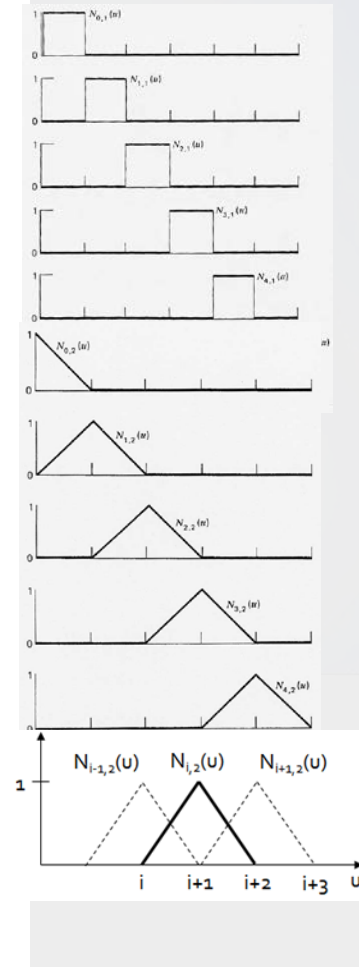 1
N0,1(u)
0
1
N1,1(u)
0
1
N2,1(u)
0
1
N3,1(u)
0
1
N4,1(u)
0
u)
1
N0,2(u)
0
1
N1,2(u)
0
1
N2,2(u)
0
1
N3,2(u)
0
1
N4,2(u)
0
Ni-1,2(u) Ni,2(u) Ni+1,2(u)
1
i i+1 i+2 i+3 u